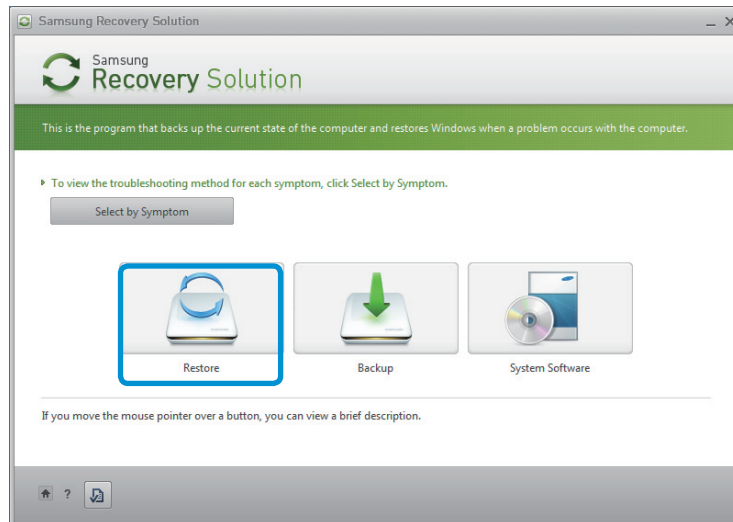 Samsung Recovery Solution
Samsung
Recovery Solution
This is the program that backs up the current state of the computer and restores Windows when a problem occurs with the computer.
To view the troubleshooting method for each symptom, click Select by Symptom.
Select by Symptom
Restore
Backup
System Software
If you move the mouse pointer over a button, you can view a brief description.
?